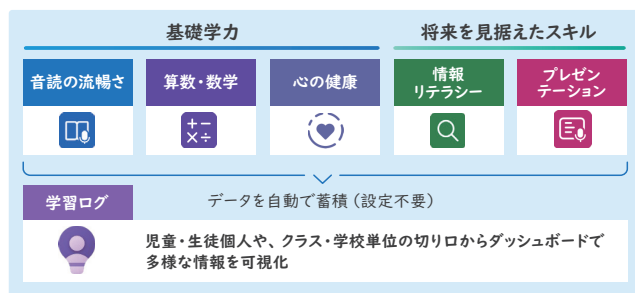 基礎学力
将来を見据えたスキル
音読の流暢さ
算数・数学
心の健康
情報
リテラシー
プレゼン
テーション
学習ログ
データを自動で蓄積（設定不要）
児童・生徒個人や、クラス・学校単位の切り口からダッシュボードで
多様な情報を可視化